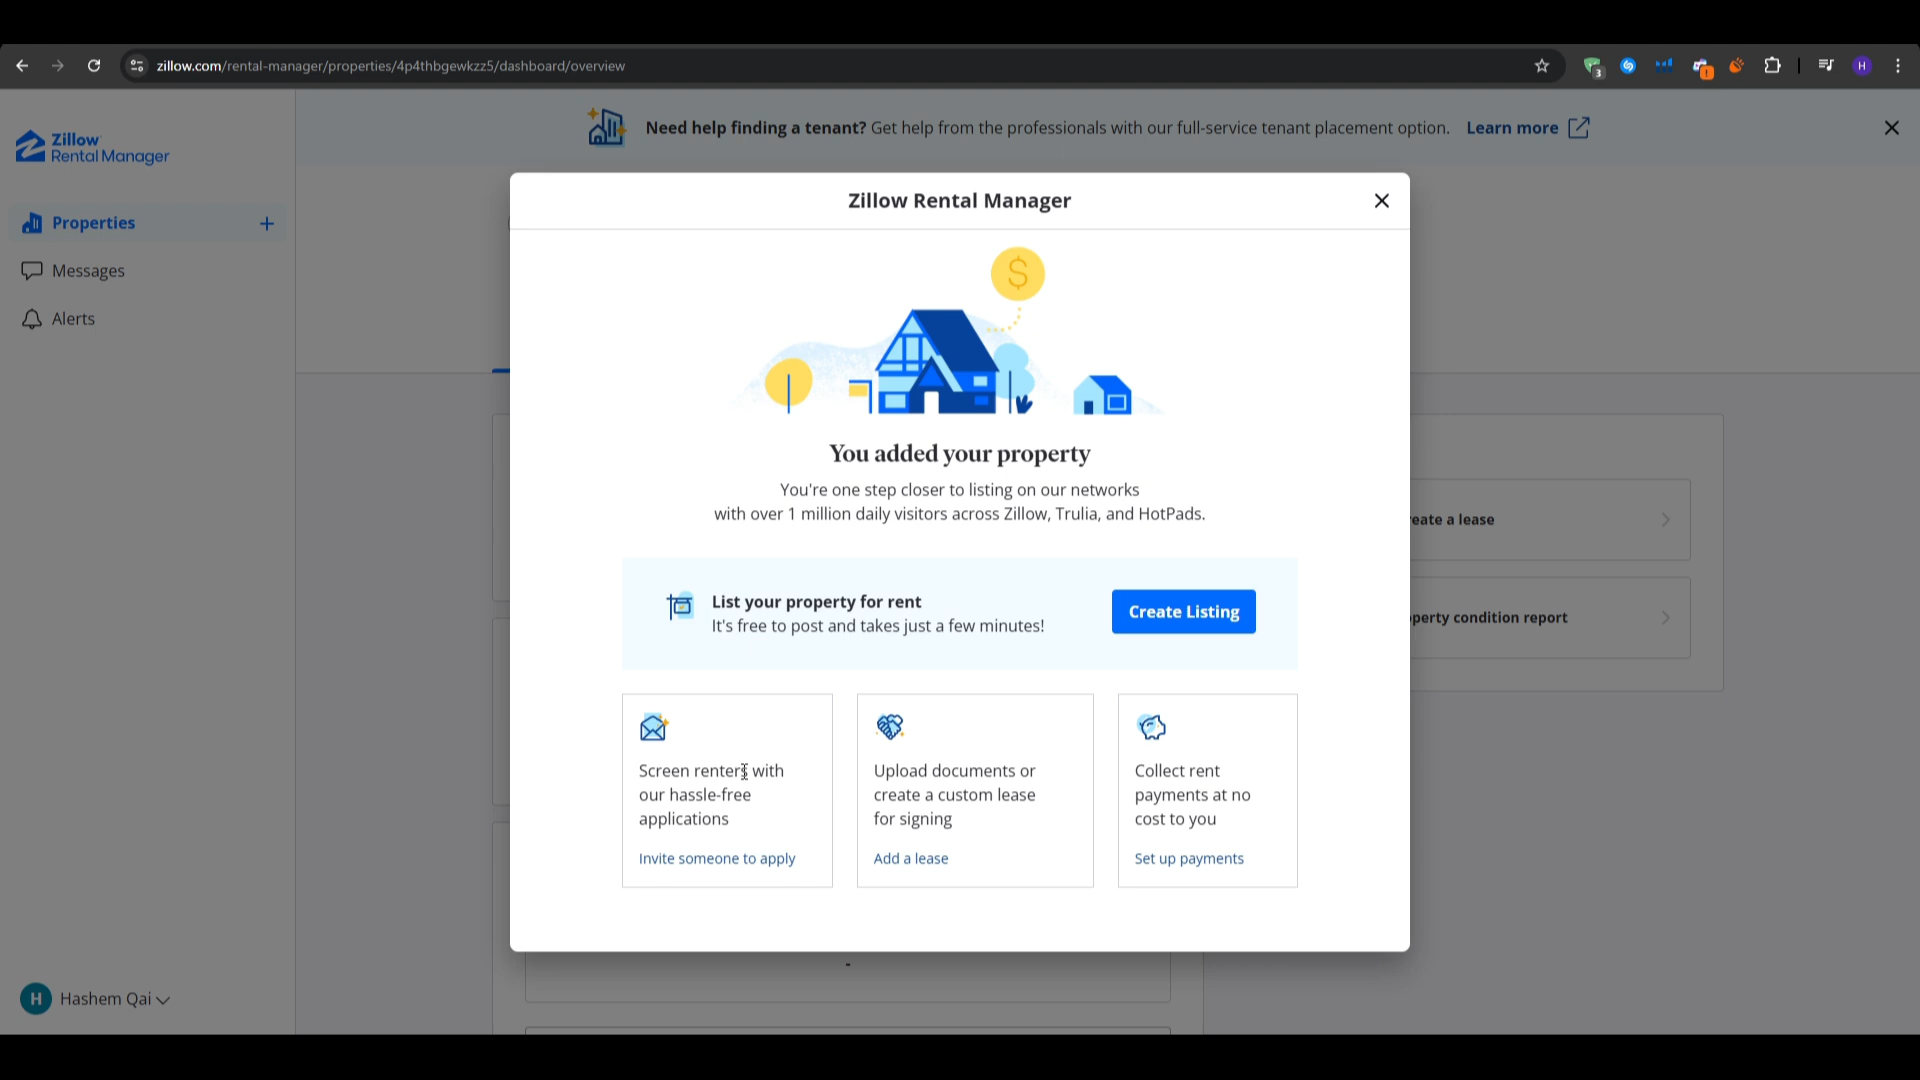 zillow.com/rental-manager/properties/4p4thbgewkzz5/dashboard/overview
3
!
H
Zillow
Rental Manager
Need help finding a tenant? Get help from the professionals with our full-service tenant placement option. Learn more
Properties
Messages
Alerts
Zillow Rental Manager
$
You added your property
You're one step closer to listing on our networks
with over 1 million daily visitors across Zillow, Trulia, and HotPads.
List your property for rent
It's free to post and takes just a few minutes!
Create Listing
Screen renters with
our hassle-free
applications
Invite someone to apply
Upload documents or
create a custom lease
for signing
Add a lease
Collect rent
payments at no
cost to you
Set up payments
eate a lease
perty condition report
-
H Hashem Qai